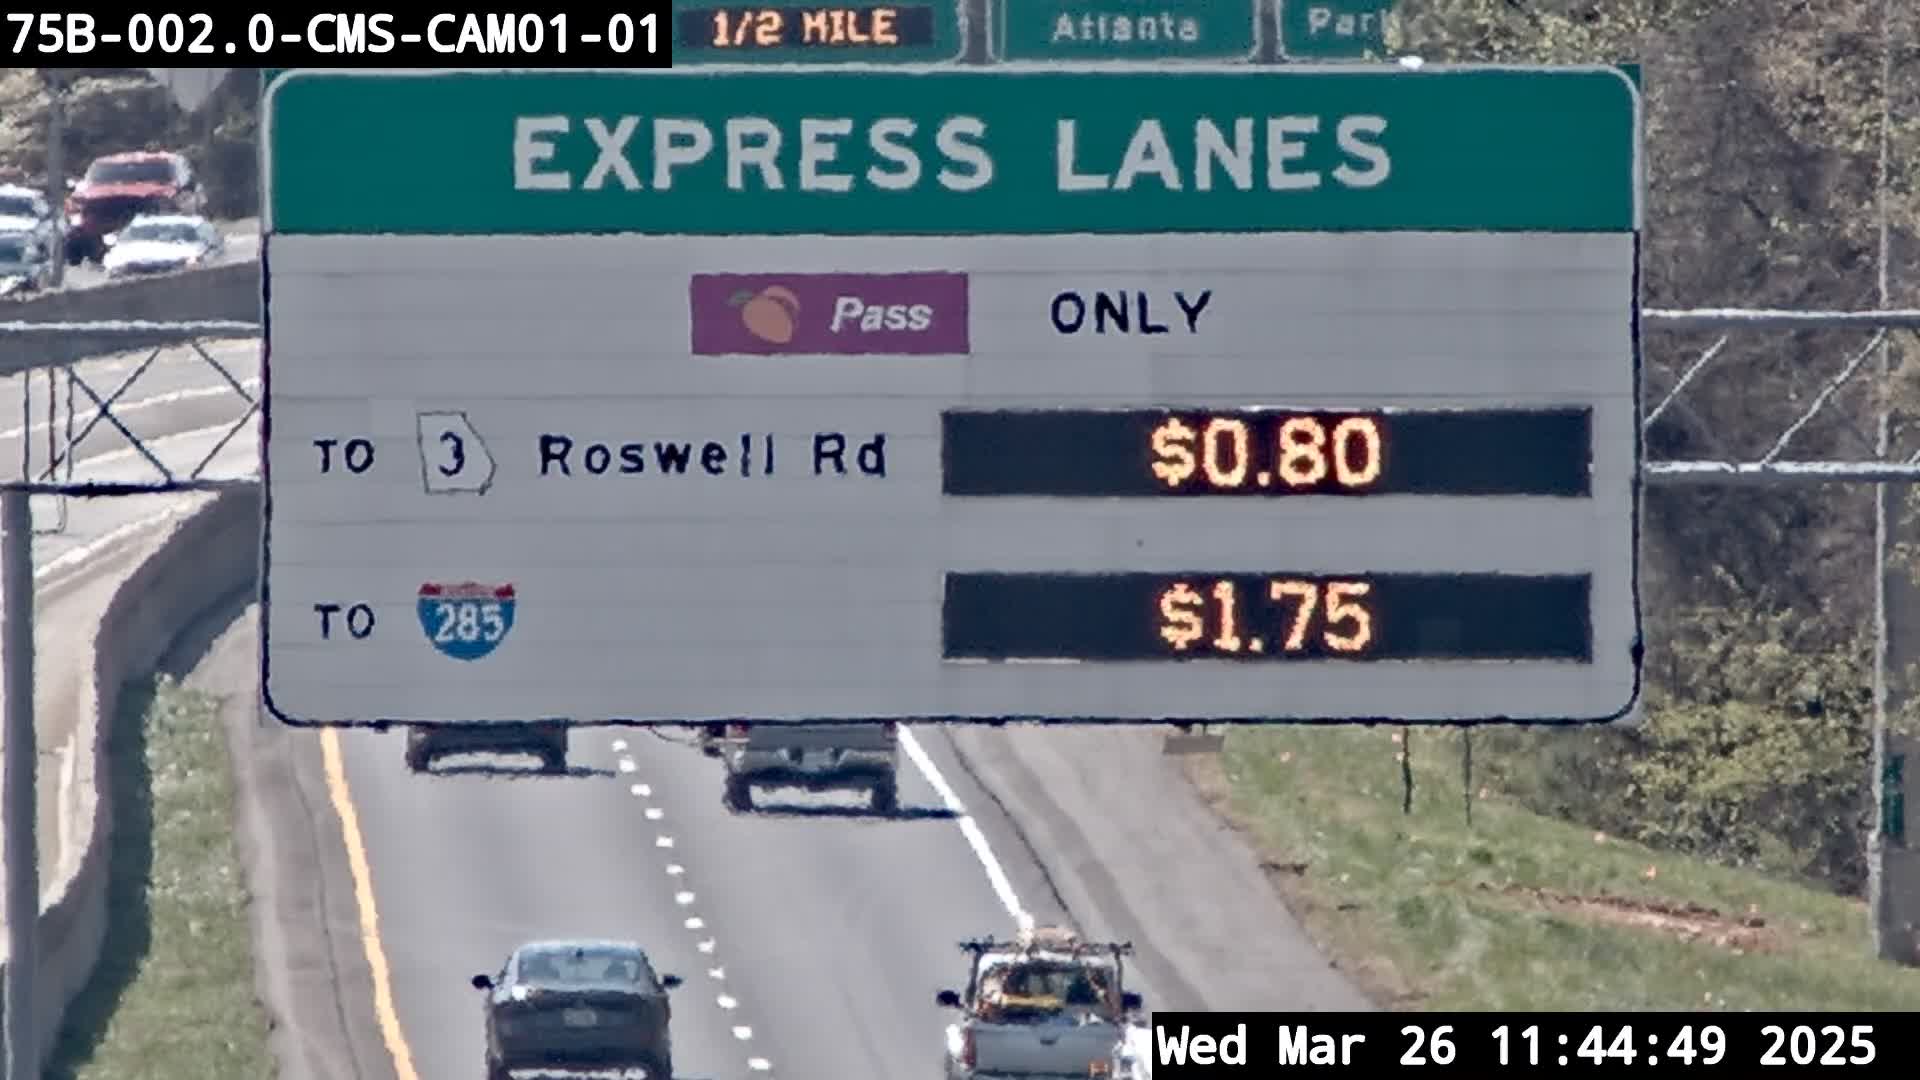 75B-002.0-CMS-CAM01-01
1/2 MILE
Atlanta
EXPRESS LANES
Pass ONLY
TO 3 Roswell Rd $0.80
TO 285 $1.75
Wed Mar 26 11:44:49 2025